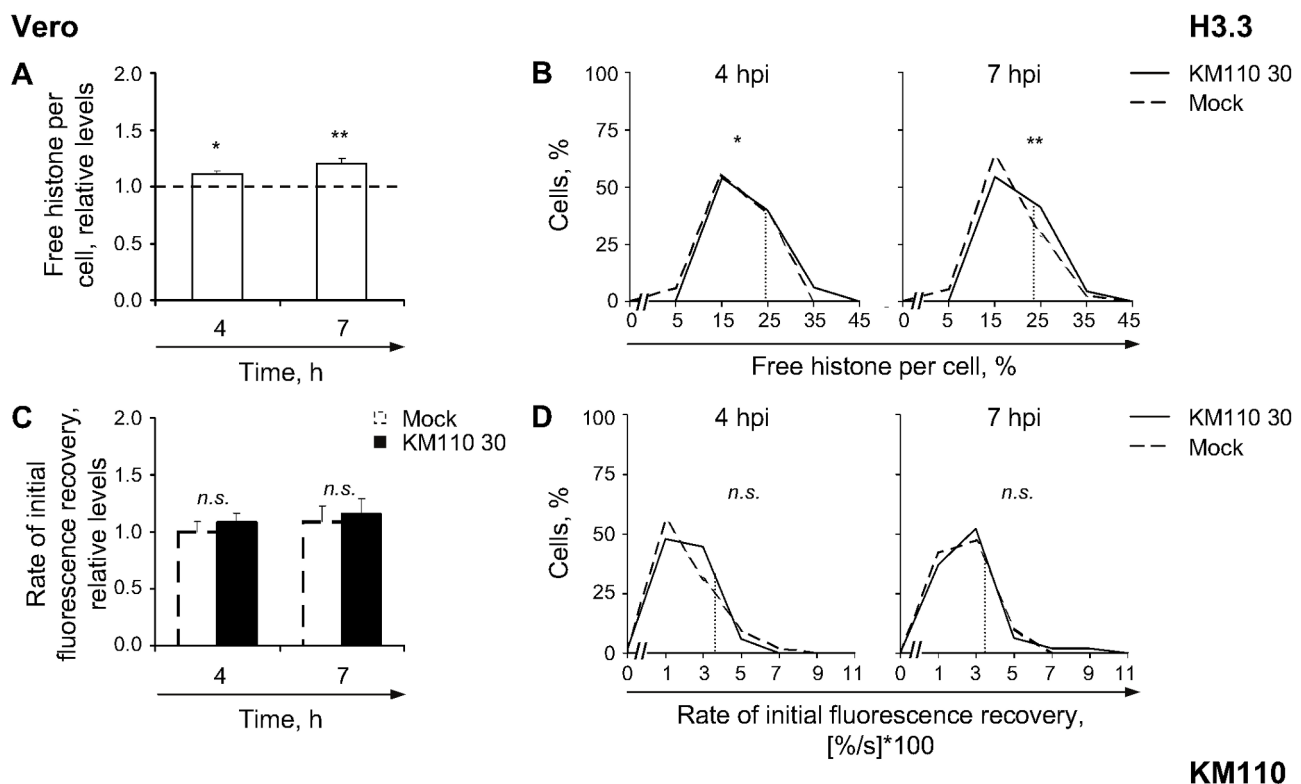 Vero
H3.3
A
Free histone per
cell, relative levels
2.0
1.5
1.0
0.5
0.0
*
**
4
7
Time, h
B
Cells, %
100
75
50
25
0
4 hpi
*
0 5 15 25 35 45
7 hpi
**
0 5 15 25 35 45
Free histone per cell, %
KM110 30
Mock
C
Rate of initial
fluorescence recovery,
relative levels
2.0
1.5
1.0
0.5
0.0
Mock
KM110 30
n.s.
n.s.
4
7
Time, h
D
Cells, %
100
75
50
25
0
4 hpi
n.s.
0 1 3 5 7 9 11
7 hpi
n.s.
0 1 3 5 7 9 11
Rate of initial fluorescence recovery,
[%/s]*100
KM110 30
Mock
KM110